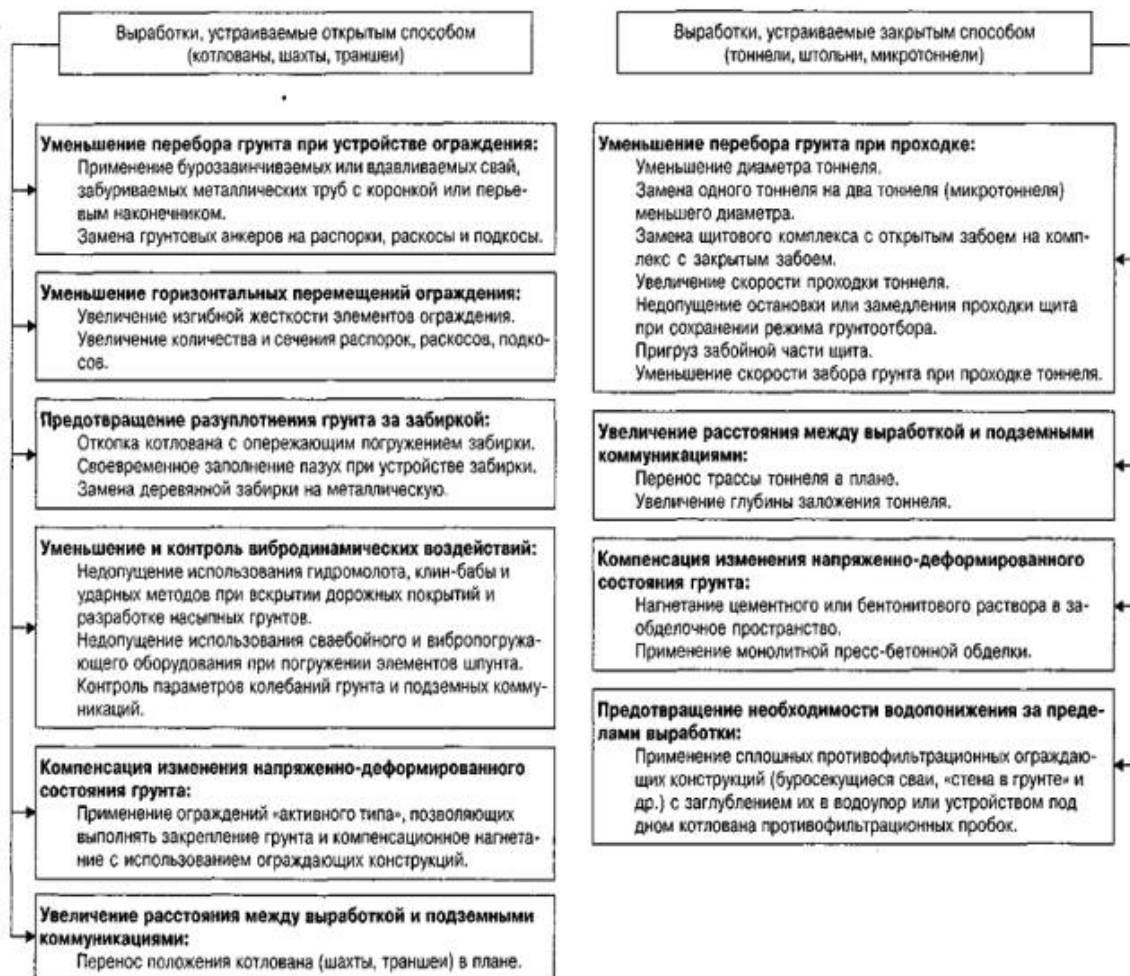 Выработки, устраиваемые открытым способом
(котлованы, шахты, траншеи)
Уменьшение перебора грунта при устройстве ограждения:
Применение бурозавинчиваемых или вдавливаемых свай,
забуриваемых металлических труб с коронкой или перье-
вым наконечником.
Замена грунтовых анкеров на распорки, раскосы и подкосы.
Уменьшение горизонтальных перемещений ограждения:
Увеличение изгибной жесткости элементов ограждения.
Увеличение количества и сечения распорок, раскосов, подко-
сов.
Предотвращение разуплотнения грунта за забиркой:
Откопка котлована с опережающим погружением забирки.
Своевременное заполнение пазух при устройстве забирки.
Замена деревянной забирки на металлическую.
Уменьшение и контроль вибродинамических воздействий:
Недопущение использования гидромолота, клин-бабы и
ударных методов при вскрытии дорожных покрытий и
разработке насыпных грунтов.
Недопущение использования сваебойного и вибропогружа-
ющего оборудования при погружении элементов шпунта.
Контроль параметров колебаний грунта и подземных комму-
никаций.
Компенсация изменения напряженно-деформированного
состояния грунта:
Применение ограждений «активного типа», позволяющих
выполнять закрепление грунта и компенсационное нагнета-
ние с использованием ограждающих конструкций.
Увеличение расстояния между выработкой и подземными
коммуникациями:
Перенос положения котлована (шахты, траншеи) в плане.
Выработки, устраиваемые закрытым способом
(тоннели, штольни, микротоннели)
Уменьшение перебора грунта при проходке:
Уменьшение диаметра тоннеля.
Замена одного тоннеля на два тоннеля (микротоннеля)
меньшего диаметра.
Замена щитового комплекса с открытым забоем на комп-
лекс с закрытым забоем.
Увеличение скорости проходки тоннеля.
Недопущение остановки или замедления проходки щита
при сохранении режима грунтоотбора.
Пригруз забойной части щита.
Уменьшение скорости забора грунта при проходке тоннеля.
Увеличение расстояния между выработкой и подземными
коммуникациями:
Перенос трассы тоннеля в плане.
Увеличение глубины заложения тоннеля.
Компенсация изменения напряженно-деформированного
состояния грунта:
Нагнетание цементного или бентонитового раствора в за-
обделочное пространство.
Применение монолитной пресс-бетонной обделки.
Предотвращение необходимости водопонижения за преде-
лами выработки:
Применение сплошных противофильтрационных ограждаю-
щих конструкций (буросекущиеся сваи, «стена в грунте» и
др.) с заглублением их в водоупор или устройством под
дном котлована противофильтрационных пробок.